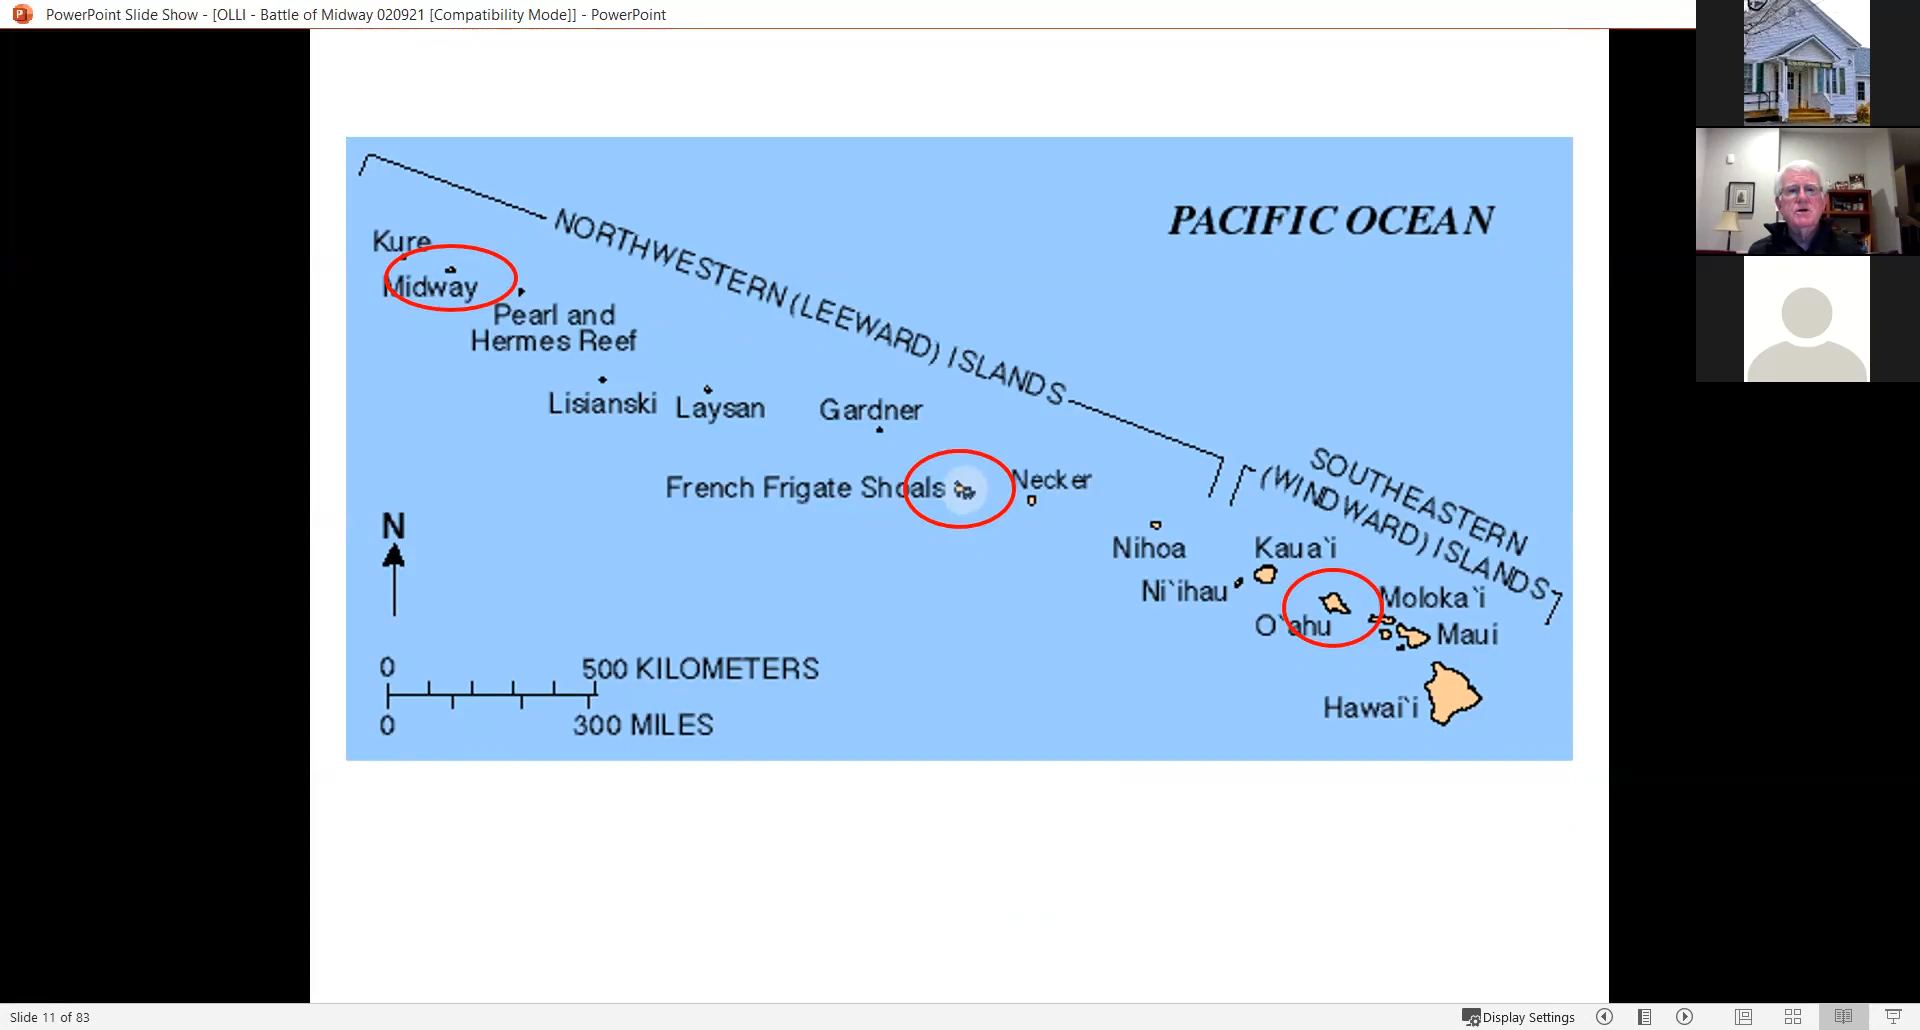 PowerPoint Slide Show - [OLLI - Battle of Midway 020921 [Compatibility Mode]] - PowerPoint
PACIFIC OCEAN
NORTHWESTERN (LEEWARD) ISLANDS
Kure
Midway
Pearl and
Hermes Reef
Lisianski
Laysan
Gardner
French Frigate Shoals
Necker
SOUTHEASTERN
(WINDWARD) ISLANDS
Nihoa
Kaua`i
Ni`ihau
O`ahu
Moloka`i
Maui
Hawai`i
N
0
500 KILOMETERS
0
300 MILES
Slide 11 of 83
Display Settings